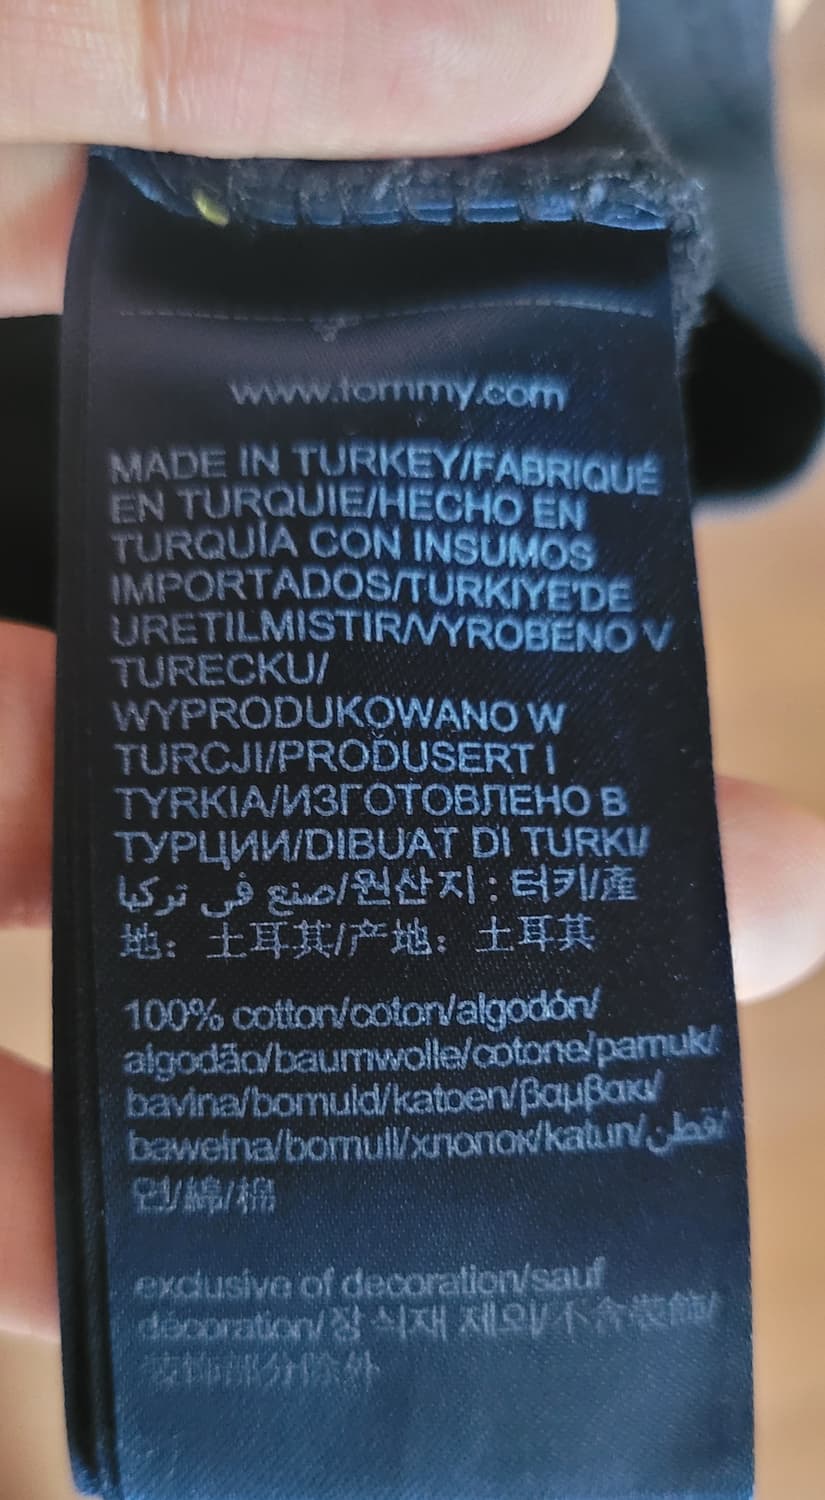 www.tommy.com
MADE IN TURKEY/FABRIQUÉ
EN TURQUIE/HECHO EN
TURQUÍA CON INSUMOS
IMPORTADOS/TURKIYE'DE
URETILMISTIR/VYROBENO V
TURECKU/
WYPRODUKOWANO W
TURCJI/PRODUSERT I
TYRKIA/ИЗГОТОВЛЕНО В
ТУРЦИИ/DIBUAT DI TURKI/
صنع في تركيا/원산지 : 터키/產
地： 土耳其/产地： 土耳其
100% cotton/coton/algodón/
algodão/baumwolle/cotone/pamuk/
bavlna/bomuld/katoen/βαμβακι/
bawełna/bomull/хлопок/katun/قطن/
면/綿/棉
exclusive of decoration/sauf
décoration/장 식재 제외/不含裝飾/
装饰部分除外